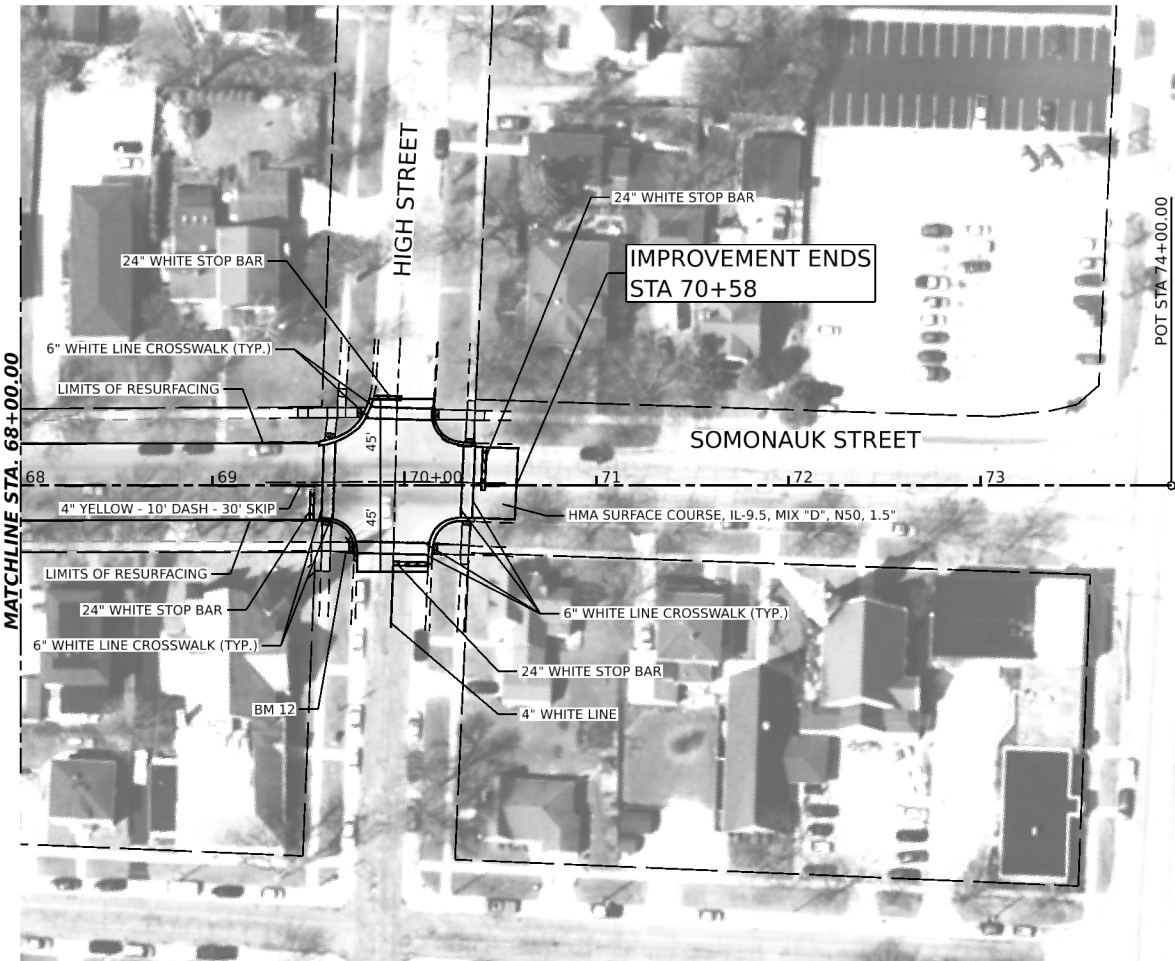 HIGH STREET
24" WHITE STOP BAR
24" WHITE STOP BAR
IMPROVEMENT ENDS
STA 70+58
POT STA 74+00.00
6" WHITE LINE CROSSWALK (TYP.)
LIMITS OF RESURFACING
MATCHLINE STA. 68+00.00
45'
SOMONAUK STREET
68
69
70+00
71
72
73
4" YELLOW - 10' DASH - 30' SKIP
45'
HMA SURFACE COURSE, IL-9.5, MIX "D", N50, 1.5"
LIMITS OF RESURFACING
24" WHITE STOP BAR
6" WHITE LINE CROSSWALK (TYP.)
6" WHITE LINE CROSSWALK (TYP.)
24" WHITE STOP BAR
BM 12
4" WHITE LINE